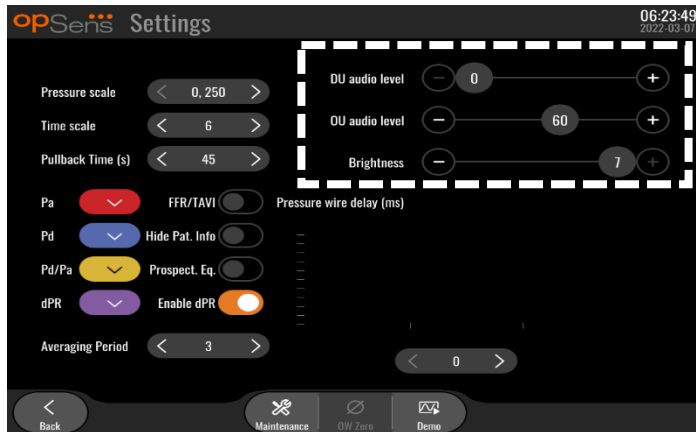 opSens Settings
06:23:49
2022-03-07
Pressure scale < 0, 250 >
Time scale < 6 >
Pullback Time (s) < 45 >
DU audio level − 0 +
OU audio level − 60 +
Brightness − 7 +
Pa FFR/TAVI Pressure wire delay (ms)
Pd Hide Pat. Info
Pd/Pa Prospect. Eq.
dPR Enable dPR
Averaging Period < 3 >
< 0 >
Back Maintenance OW Zero Demo